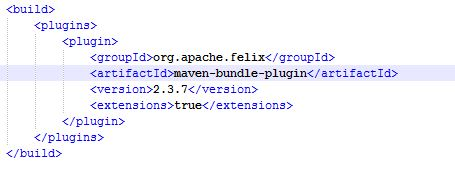 <build>
<plugins>
<plugin>
<groupId>org.apache.felix</groupId>
<artifactId>maven-bundle-plugin</artifactId>
<version>2.3.7</version>
<extensions>true</extensions>
</plugin>
</plugins>
</build>